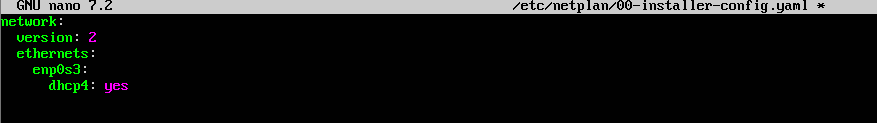 GNU nano 7.2 /etc/netplan/00-installer-config.yaml *
network:
  version: 2
  ethernets:
    enp0s3:
      dhcp4: yes